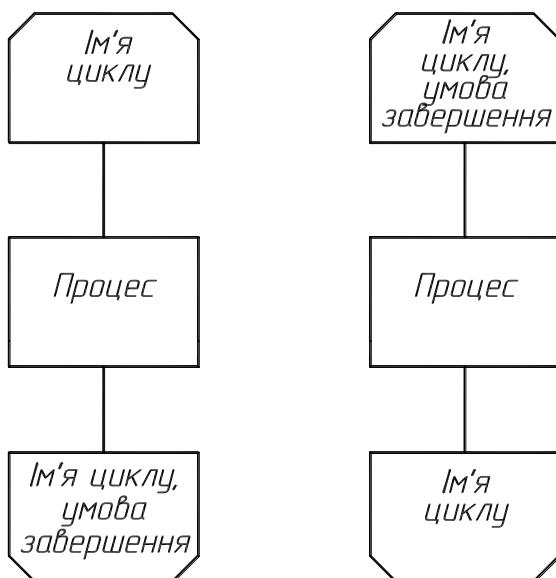 Ім'я
циклу
Процес
Ім'я циклу,
умова
завершення
Ім'я
циклу,
умова
завершення
Процес
Ім'я
циклу